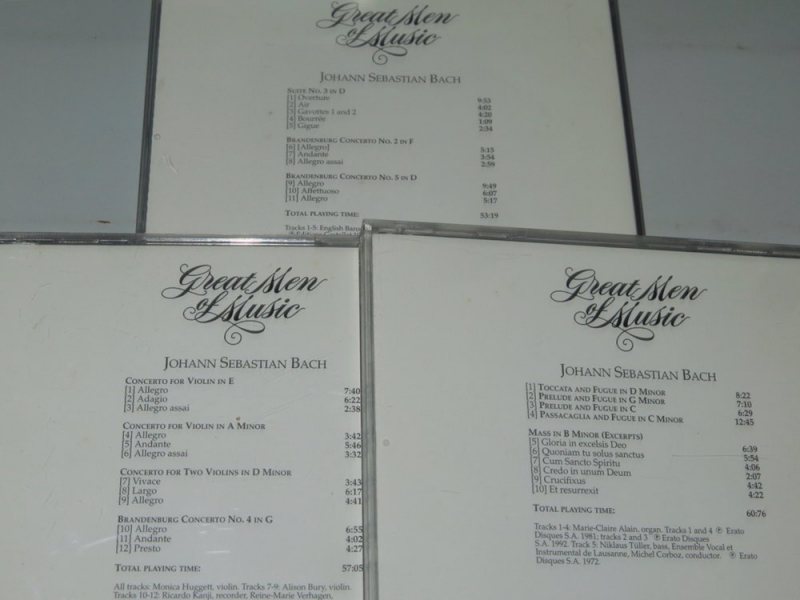 Great Men
of Music
JOHANN SEBASTIAN BACH
SUITE NO. 3 IN D
[1] Overture 9:53
[2] Air 4:02
[3] Gavottes 1 and 2 4:20
[4] Bourrée 1:09
[5] Gigue 2:34
BRANDENBURG CONCERTO NO. 2 IN F
[6] [Allegro] 5:15
[7] Andante 3:54
[8] Allegro assai 2:59
BRANDENBURG CONCERTO NO. 5 IN D
[9] Allegro 9:49
[10] Affettuoso 6:07
[11] Allegro 5:17
TOTAL PLAYING TIME: 53:19
Tracks 1-5: English
Great Men
of Music
JOHANN SEBASTIAN BACH
CONCERTO FOR VIOLIN IN E
[1] Allegro 7:40
[2] Adagio 6:22
[3] Allegro assai 2:38
CONCERTO FOR VIOLIN IN A MINOR
[4] Allegro 3:42
[5] Andante 5:46
[6] Allegro assai 3:32
CONCERTO FOR TWO VIOLINS IN D MINOR
[7] Vivace 3:43
[8] Largo 6:17
[9] Allegro 4:41
BRANDENBURG CONCERTO NO. 4 IN G
[10] Allegro 6:55
[11] Andante 4:02
[12] Presto 4:27
TOTAL PLAYING TIME: 57:05
All tracks: Monica Huggett, violin. Tracks 7-9: Alison Bury, violin.
Tracks 10-12: Ricardo Kanji, recorder, Reine-Marie Verhagen,
Great Men
of Music
JOHANN SEBASTIAN BACH
[1] TOCCATA AND FUGUE IN D MINOR 8:22
[2] PRELUDE AND FUGUE IN G MINOR 7:10
[3] PRELUDE AND FUGUE IN C 6:29
[4] PASSACAGLIA AND FUGUE IN C MINOR 12:45
MASS IN B MINOR (EXCERPTS)
[5] Gloria in excelsis Deo 6:39
[6] Quoniam tu solus sanctus 5:54
[7] Cum Sancto Spiritu 4:06
[8] Credo in unum Deum 2:07
[9] Crucifixus 4:42
[10] Et resurrexit 4:22
TOTAL PLAYING TIME: 60:76
Tracks 1-4: Marie-Claire Alain, organ. Tracks 1 and 4 ℗ Erato
Disques S.A. 1981; tracks 2 and 3 ℗ Erato Disques
S.A. 1992. Track 5: Niklaus Tüller, bass, Ensemble Vocal et
Instrumental de Lausanne, Michel Corboz, conductor. ℗ Erato
Disques S.A. 1972.